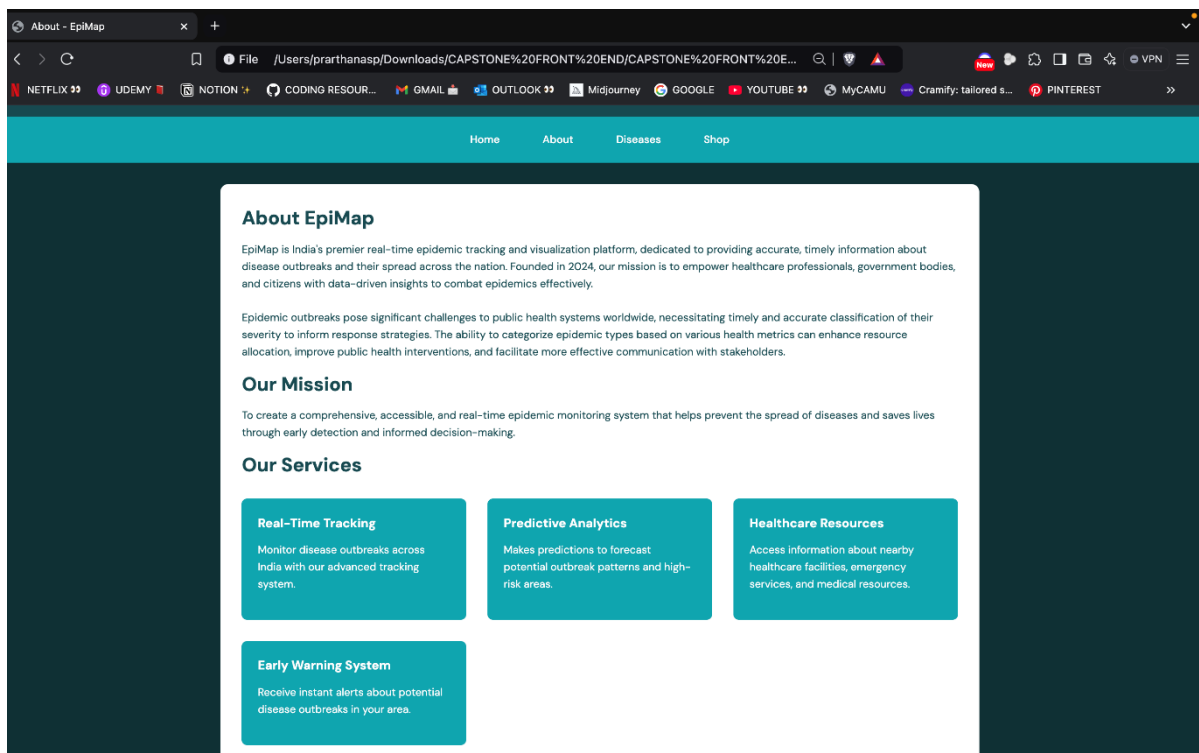 About - EpiMap
File /Users/prarthanasp/Downloads/CAPSTONE%20FRONT%20END/CAPSTONE%20FRONT%20E...
New
VPN
NETFLIX UDEMY NOTION CODING RESOUR... GMAIL OUTLOOK Midjourney GOOGLE YOUTUBE MyCAMU Cramify: tailored s... PINTEREST
Home About Diseases Shop
About EpiMap
EpiMap is India's premier real-time epidemic tracking and visualization platform, dedicated to providing accurate, timely information about
disease outbreaks and their spread across the nation. Founded in 2024, our mission is to empower healthcare professionals, government bodies,
and citizens with data-driven insights to combat epidemics effectively.
Epidemic outbreaks pose significant challenges to public health systems worldwide, necessitating timely and accurate classification of their
severity to inform response strategies. The ability to categorize epidemic types based on various health metrics can enhance resource
allocation, improve public health interventions, and facilitate more effective communication with stakeholders.
Our Mission
To create a comprehensive, accessible, and real-time epidemic monitoring system that helps prevent the spread of diseases and saves lives
through early detection and informed decision-making.
Our Services
Real-Time Tracking
Monitor disease outbreaks across
India with our advanced tracking
system.
Predictive Analytics
Makes predictions to forecast
potential outbreak patterns and high-
risk areas.
Healthcare Resources
Access information about nearby
healthcare facilities, emergency
services, and medical resources.
Early Warning System
Receive instant alerts about potential
disease outbreaks in your area.